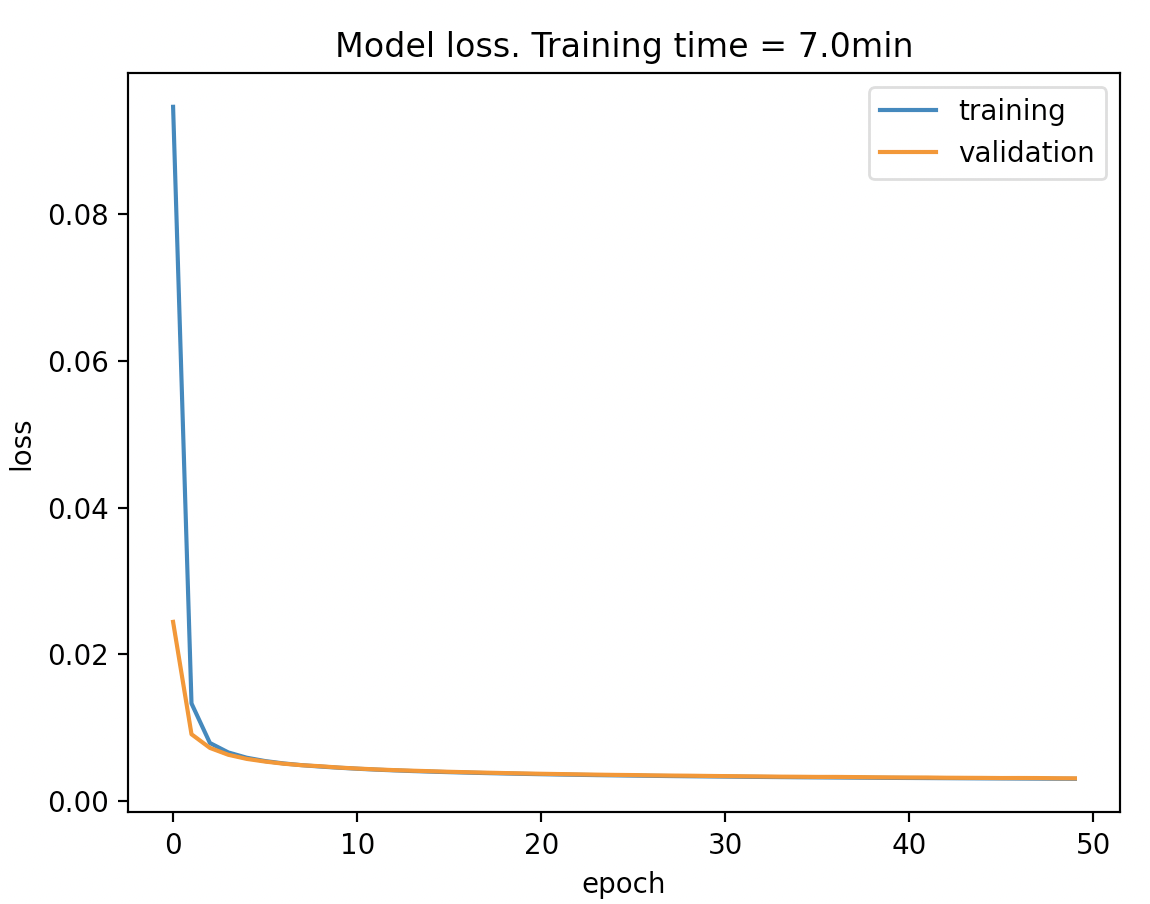 Model loss. Training time = 7.0min
training
validation
0.08
0.06
0.04
0.02
0.00
loss
0 10 20 30 40 50
epoch